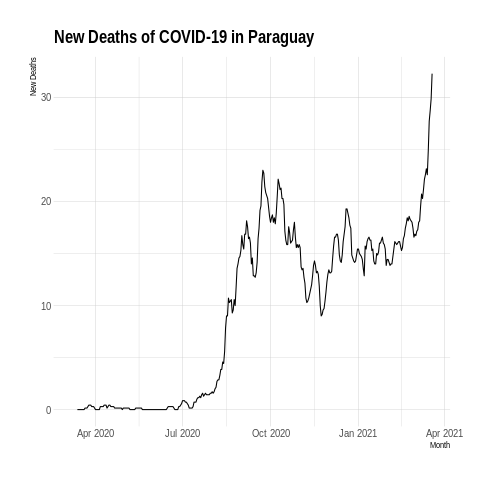 New Deaths of COVID-19 in Paraguay
New Deaths
30
20
10
0
Apr 2020 Jul 2020 Oct 2020 Jan 2021 Apr 2021
Month